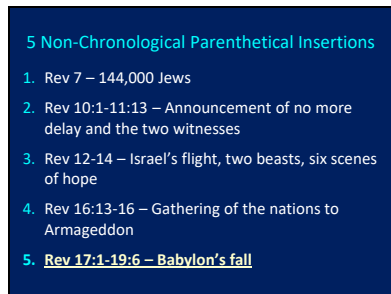 5 Non-Chronological Parenthetical Insertions
1. Rev 7 – 144,000 Jews
2. Rev 10:1-11:13 – Announcement of no more
delay and the two witnesses
3. Rev 12-14 – Israel's flight, two beasts, six scenes
of hope
4. Rev 16:13-16 – Gathering of the nations to
Armageddon
5. Rev 17:1-19:6 – Babylon's fall